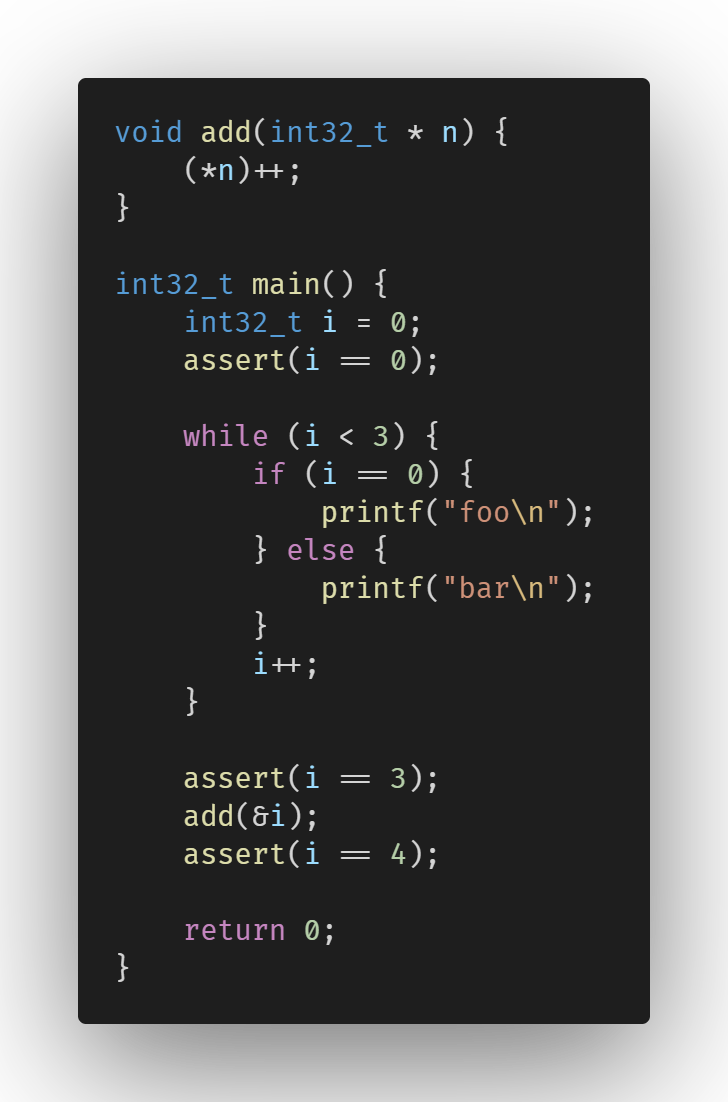 void add(int32_t * n) {
    (*n)++;
}

int32_t main() {
    int32_t i = 0;
    assert(i == 0);

    while (i < 3) {
        if (i == 0) {
            printf("foo\n");
        } else {
            printf("bar\n");
        }
        i++;
    }

    assert(i == 3);
    add(&i);
    assert(i == 4);

    return 0;
}